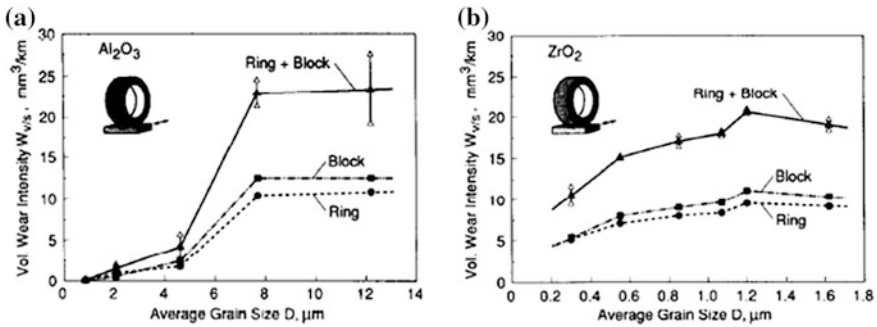 (a)
Al₂O₃
Vol. Wear Intensity Wv/s , mm³/km
30
25
20
15
10
5
0
Ring + Block
Block
Ring
0 2 4 6 8 10 12 14
Average Grain Size D, μm
(b)
ZrO₂
Vol. Wear Intensity Wv/s, mm³/km
30
25
20
15
10
5
0
Ring + Block
Block
Ring
0 0.2 0.4 0.6 0.8 1.0 1.2 1.4 1.6 1.8
Average Grain Size D, μm